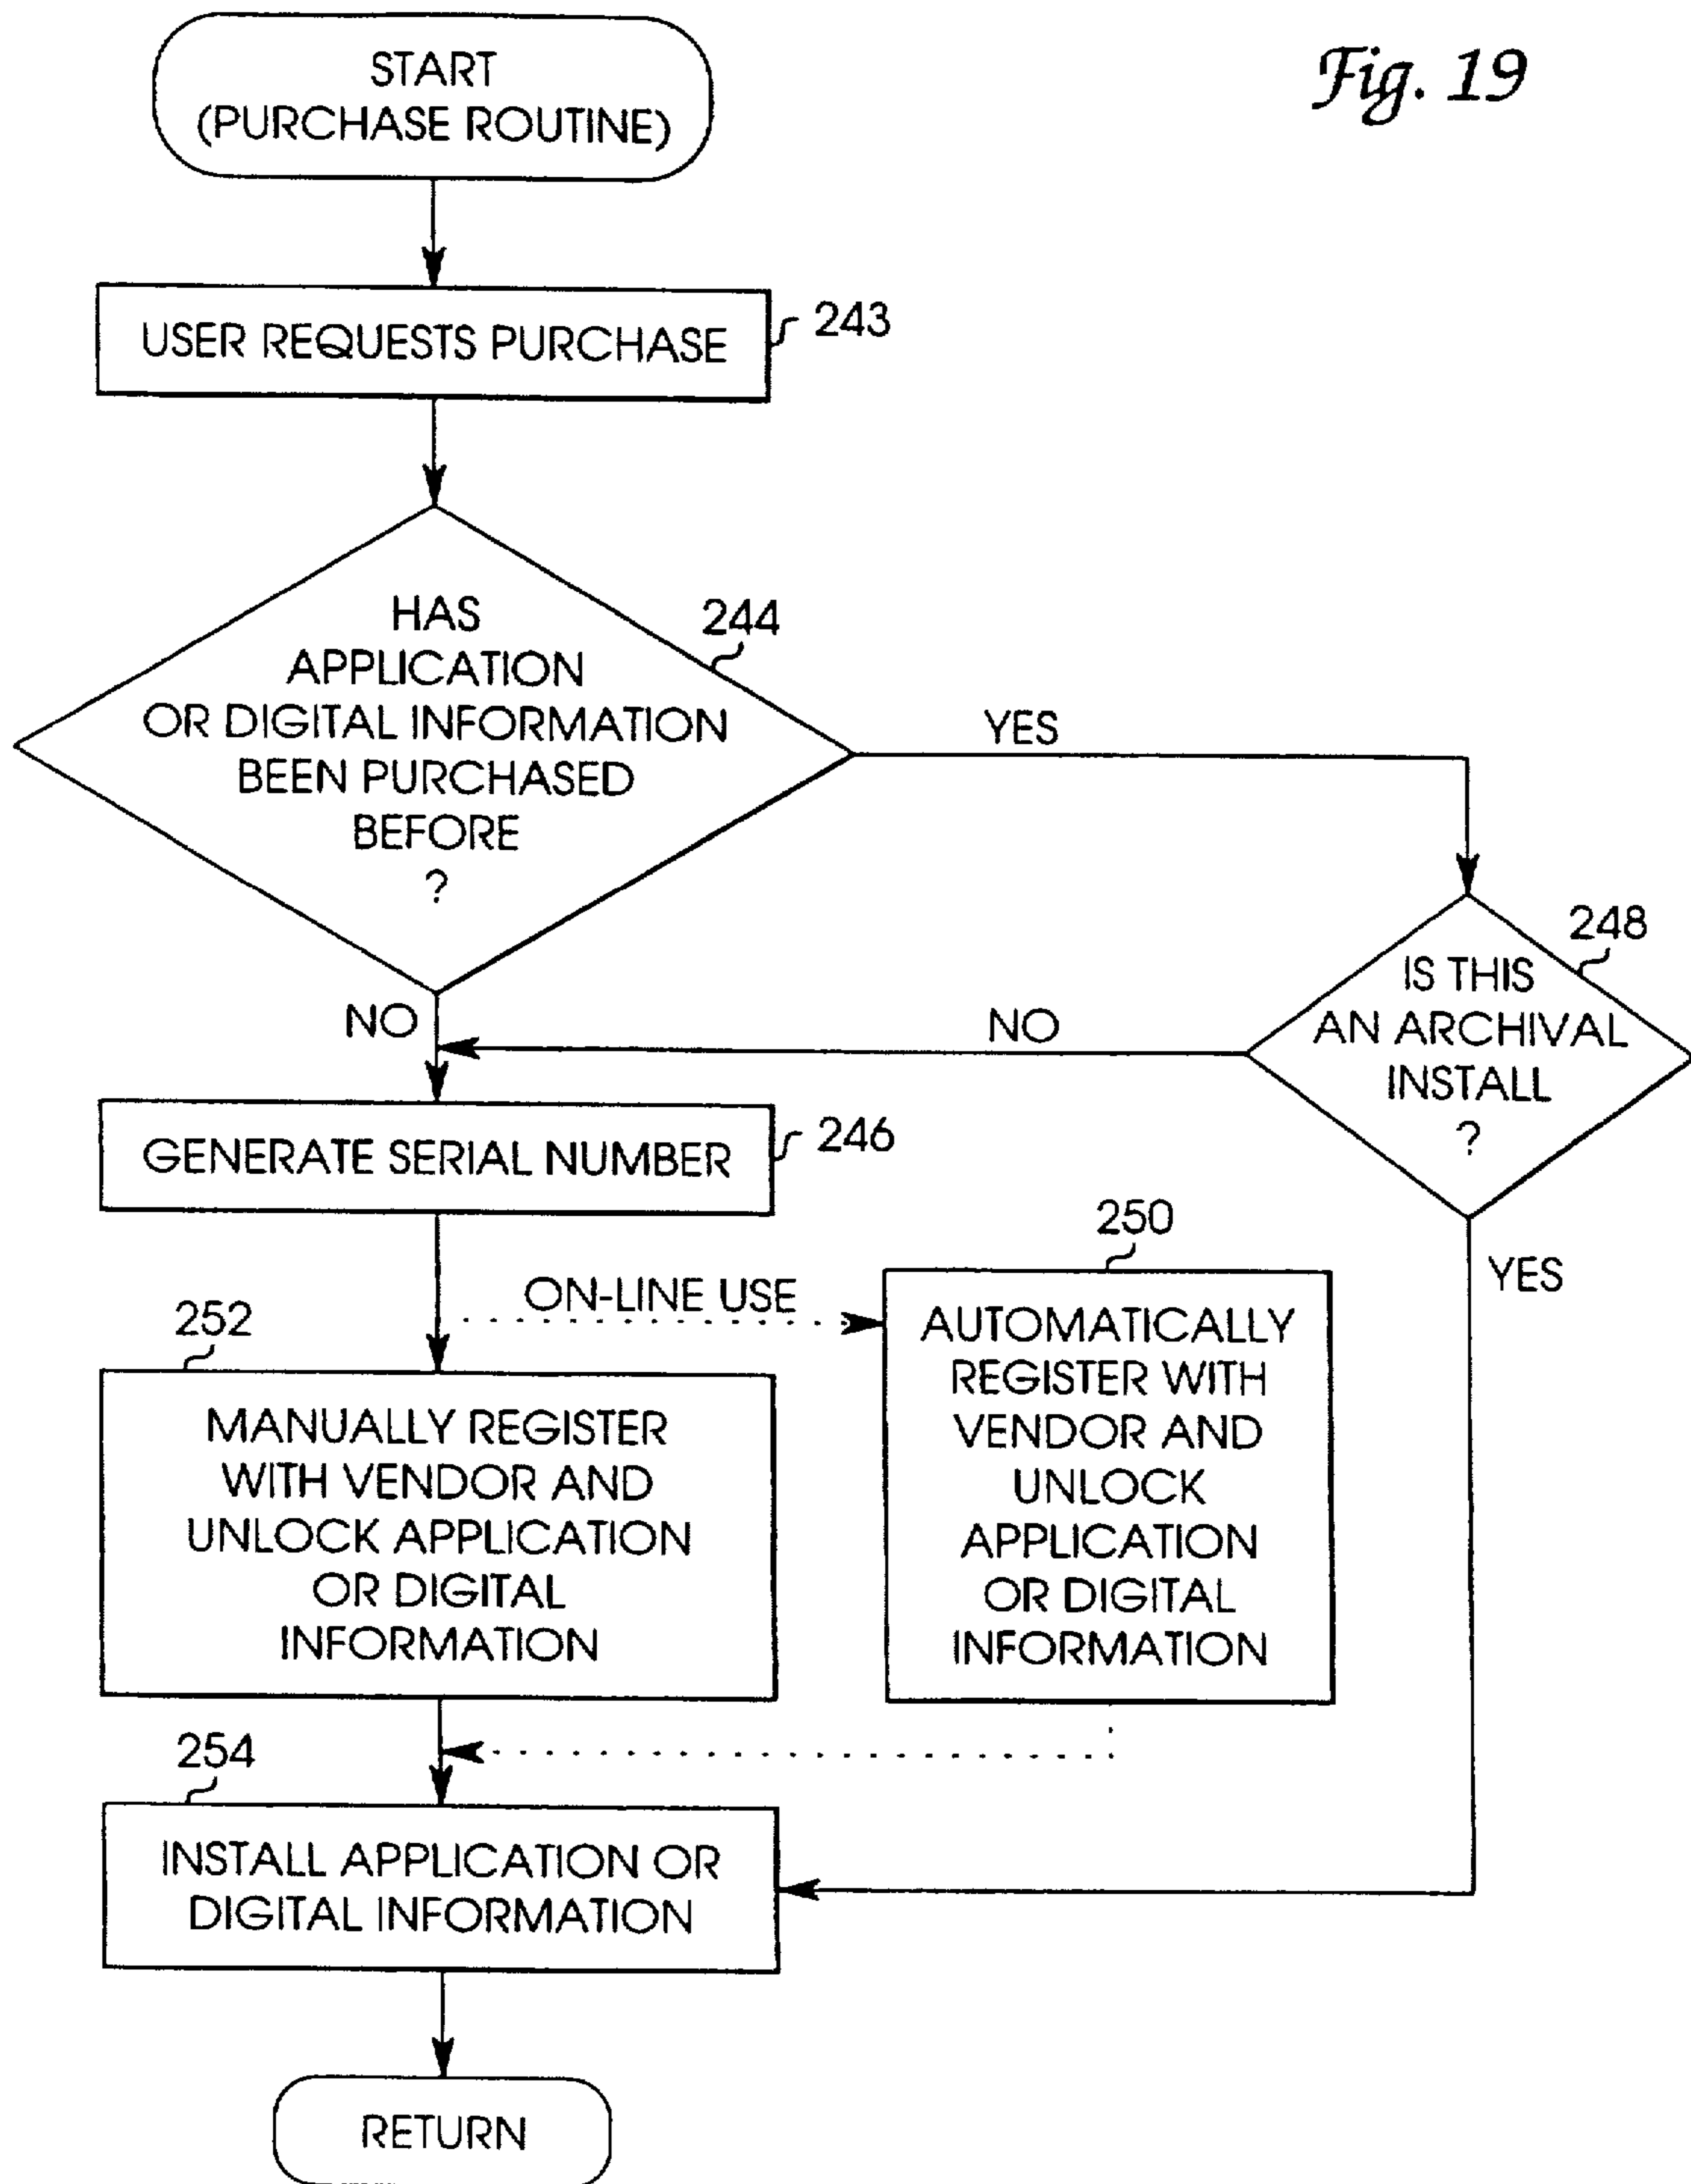 Fig. 19
START
(PURCHASE ROUTINE)
USER REQUESTS PURCHASE
243
HAS
APPLICATION
OR DIGITAL INFORMATION
BEEN PURCHASED
BEFORE
?
244
YES
NO
248
IS THIS
AN ARCHIVAL
INSTALL
?
NO
YES
GENERATE SERIAL NUMBER
246
ON-LINE USE
250
AUTOMATICALLY
REGISTER WITH
VENDOR AND
UNLOCK
APPLICATION
OR DIGITAL
INFORMATION
252
MANUALLY REGISTER
WITH VENDOR AND
UNLOCK APPLICATION
OR DIGITAL
INFORMATION
254
INSTALL APPLICATION OR
DIGITAL INFORMATION
RETURN